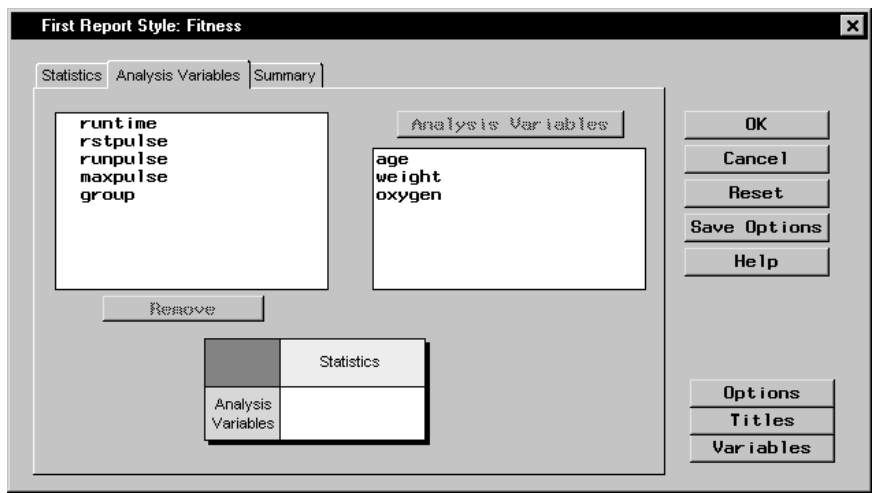 First Report Style: Fitness
Statistics Analysis Variables Summary
runtime
rstpulse
runpulse
maxpulse
group
Remove
Analysis Variables
age
weight
oxygen
Statistics
Analysis
Variables
OK
Cancel
Reset
Save Options
Help
Options
Titles
Variables